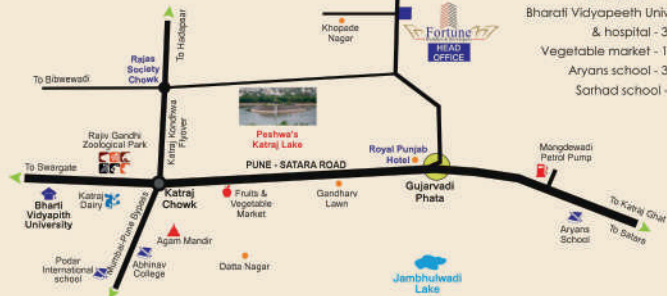 To Hadapsar
Khopade
Nagar
Fortune
HEAD
OFFICE
Bharati Vidyapeeth Univ
& hospital - 3
Vegetable market - 1
Aryans school - 3
Sarhad school -
Rajas
Society
Chowk
To Bibwewadi
Katraj Kondhwa
Flyover
Peshwa's
Katraj Lake
Rajiv Gandhi
Zoological Park
To Swargate
PUNE - SATARA ROAD
Royal Punjab
Hotel
Gujarvadi
Phata
Mangdewadi
Petrol Pump
To Katraj Ghat
To Satara
Bharti
Vidyapith
University
Katraj
Dairy
Katraj
Chowk
Fruits &
Vegetable
Market
Gandharv
Lawn
Aryans
School
Mumbai-Pune Bypass
Agam Mandir
Podar
International
school
Abhinav
College
Datta Nagar
Jambhulwadi
Lake